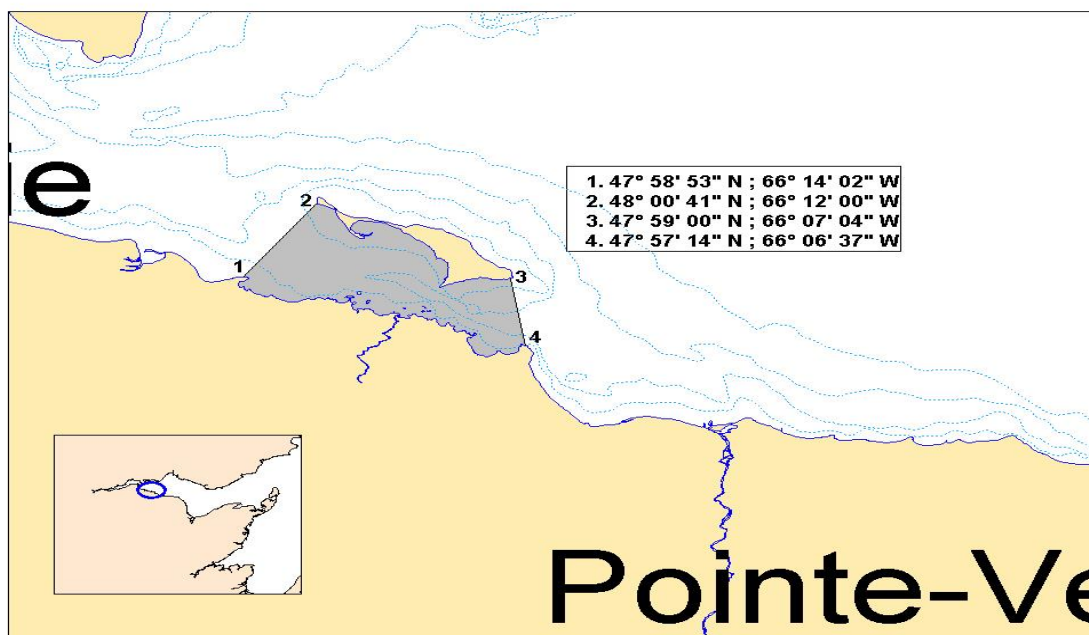 ie
2
1
3
4
1. 47° 58' 53" N ; 66° 14' 02" W
2. 48° 00' 41" N ; 66° 12' 00" W
3. 47° 59' 00" N ; 66° 07' 04" W
4. 47° 57' 14" N ; 66° 06' 37" W
Pointe-Ve